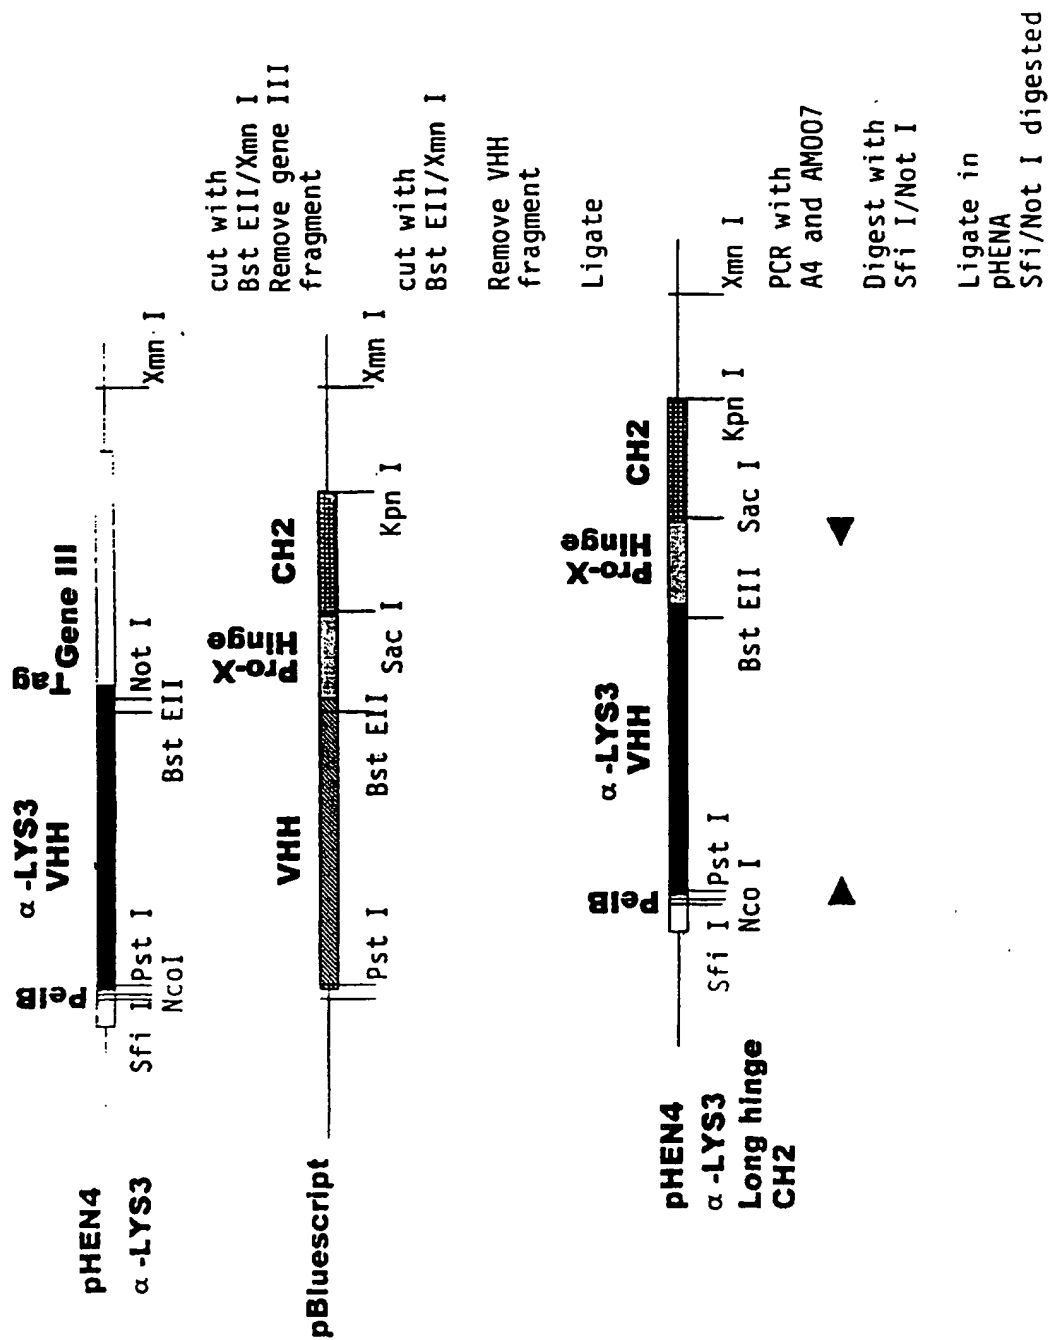 pHEN4
α-LYS3
PelB
α-LYS3
VHH
Tag
Gene III
Sfi I
NcoI
Pst I
Not I
Bst EII
Xmn I
cut with
Bst EII/Xmn I
Remove gene III
fragment
pBluescript
VHH
Pro-X
Hinge
CH2
Pst I
Bst EII
Sac I
Kpn I
Xmn I
cut with
Bst EII/Xmn I
Remove VHH
fragment
Ligate
pHEN4
α-LYS3
Long hinge
CH2
PelB
α-LYS3
VHH
Pro-X
Hinge
CH2
Sfi I
Nco I
Pst I
Bst EII
Sac I
Kpn I
Xmn I
PCR with
A4 and AM007
Digest with
Sfi I/Not I
Ligate in
pHENA
Sfi/Not I digested